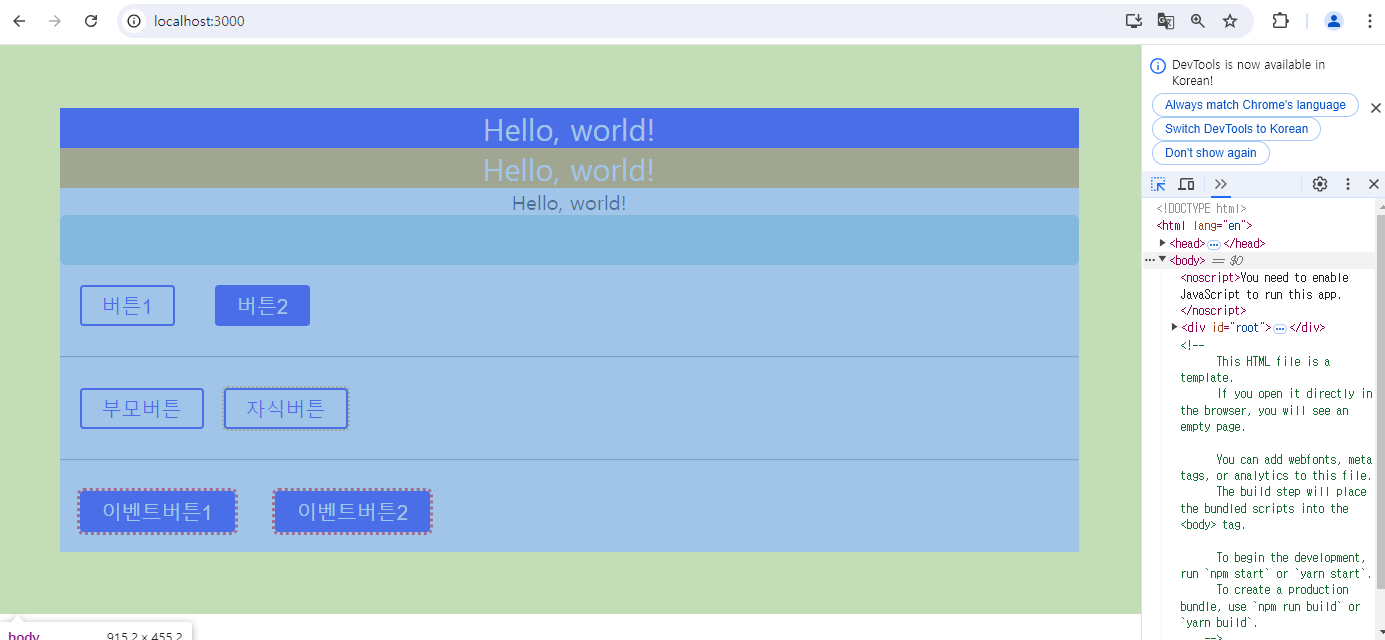 localhost:3000
DevTools is now available in
Korean!
Always match Chrome's language
Switch DevTools to Korean
Don't show again
Hello, world!
Hello, world!
Hello, world!
버튼1 버튼2
부모버튼 자식버튼
이벤트버튼1 이벤트버튼2
<!DOCTYPE html>
<html lang="en">
<head> … </head>
<body> == $0
<noscript>You need to enable
JavaScript to run this app.
</noscript>
<div id="root"> … </div>
<!--
This HTML file is a
template.
If you open it directly in
the browser, you will see an
empty page.
You can add webfonts, meta
tags, or analytics to this file.
The build step will place
the bundled scripts into the
<body> tag.
To begin the development,
run `npm start` or `yarn start`.
To create a production
bundle, use `npm run build` or
`yarn build`.
-->
body 915.2 × 455.2